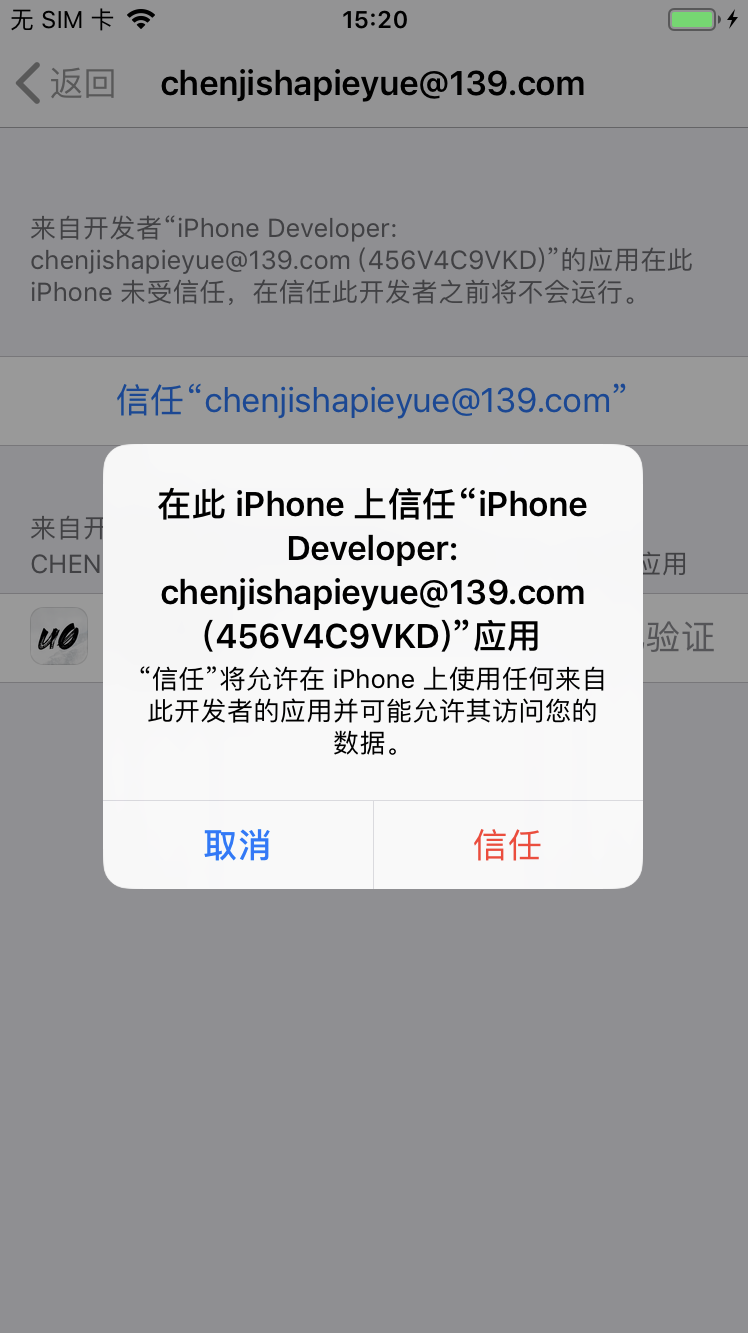 无 SIM 卡 15:20
返回 chenjishapieyue@139.com
来自开发者“iPhone Developer:
chenjishapieyue@139.com (456V4C9VKD)”的应用在此
iPhone 未受信任，在信任此开发者之前将不会运行。
信任“chenjishapieyue@139.com”
在此 iPhone 上信任“iPhone
Developer:
chenjishapieyue@139.com
(456V4C9VKD)”应用
“信任”将允许在 iPhone 上使用任何来自
此开发者的应用并可能允许其访问您的
数据。
取消 信任
来自开
CHEN 应用
验证